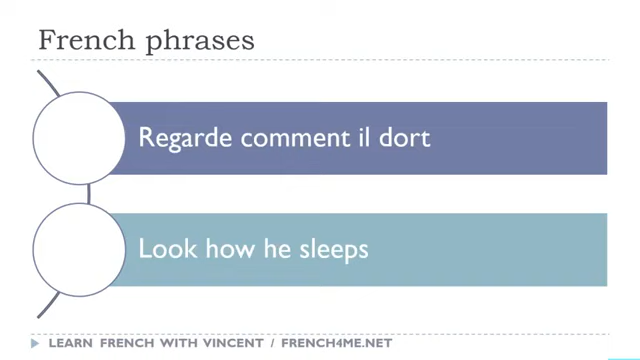 French phrases
Regarde comment il dort
Look how he sleeps
LEARN FRENCH WITH VINCENT / FRENCH4ME.NET